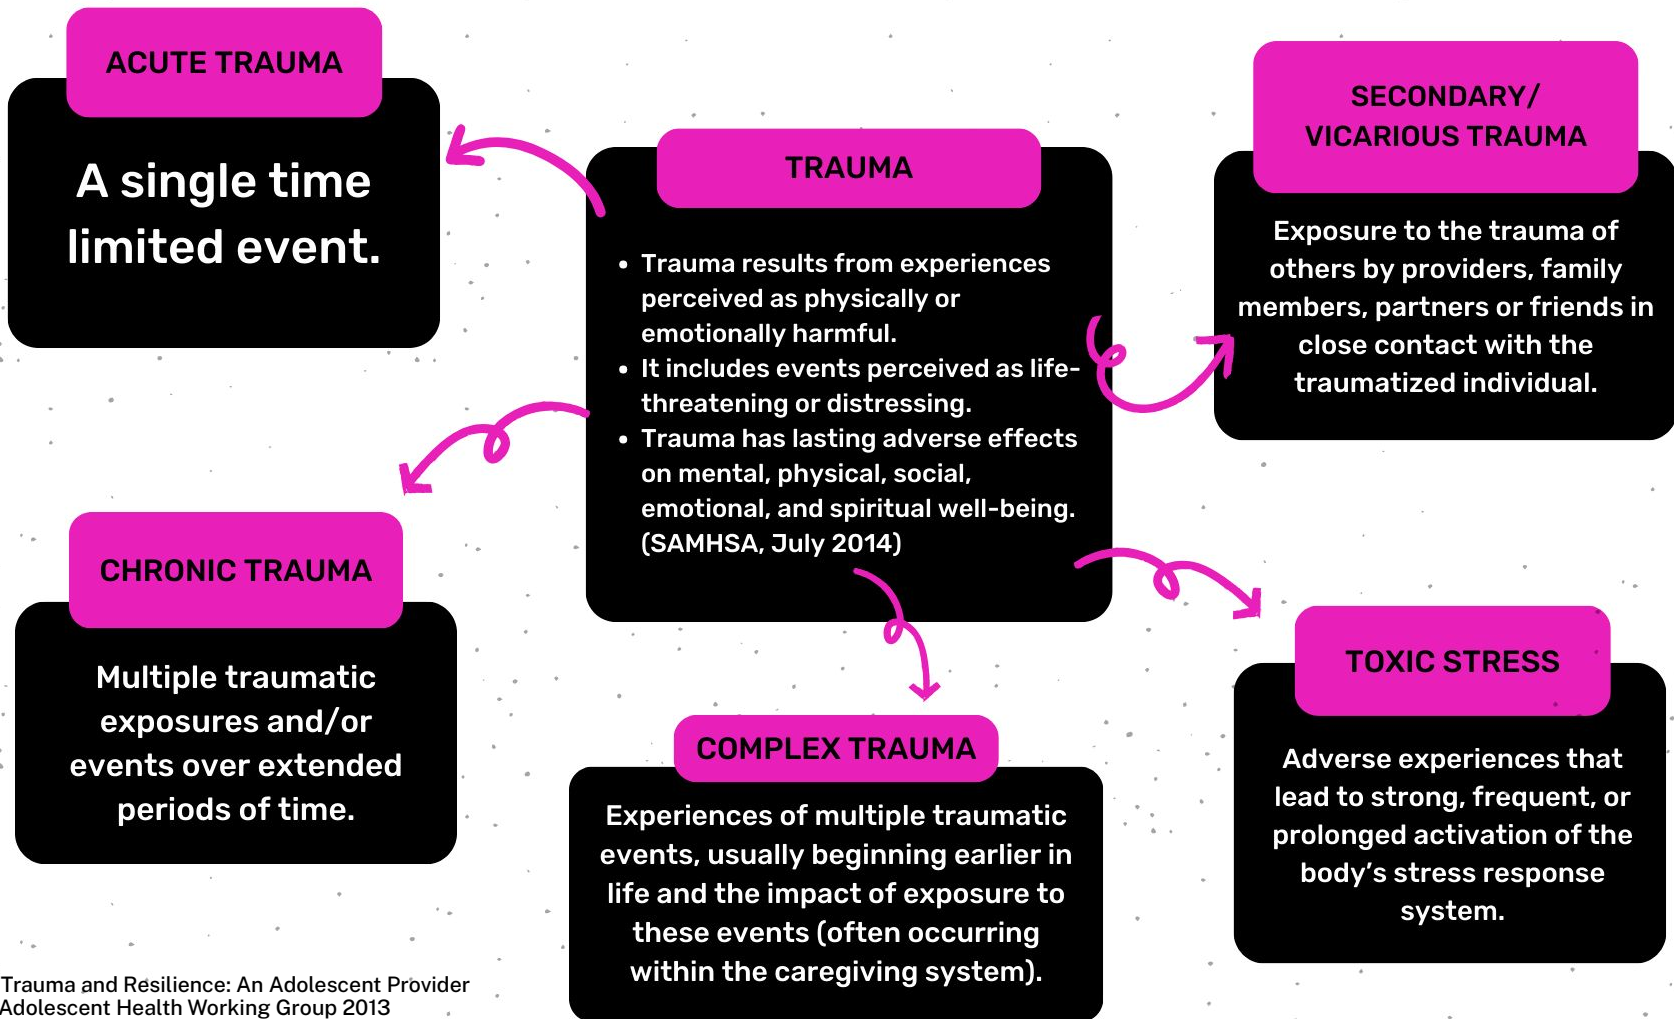 ACUTE TRAUMA
A single time
limited event.
TRAUMA
• Trauma results from experiences
perceived as physically or
emotionally harmful.
• It includes events perceived as life-
threatening or distressing.
• Trauma has lasting adverse effects
on mental, physical, social,
emotional, and spiritual well-being.
(SAMHSA, July 2014)
SECONDARY/
VICARIOUS TRAUMA
Exposure to the trauma of
others by providers, family
members, partners or friends in
close contact with the
traumatized individual.
CHRONIC TRAUMA
Multiple traumatic
exposures and/or
events over extended
periods of time.
COMPLEX TRAUMA
Experiences of multiple traumatic
events, usually beginning earlier in
life and the impact of exposure to
these events (often occurring
within the caregiving system).
TOXIC STRESS
Adverse experiences that
lead to strong, frequent, or
prolonged activation of the
body’s stress response
system.
Trauma and Resilience: An Adolescent Provider
Adolescent Health Working Group 2013